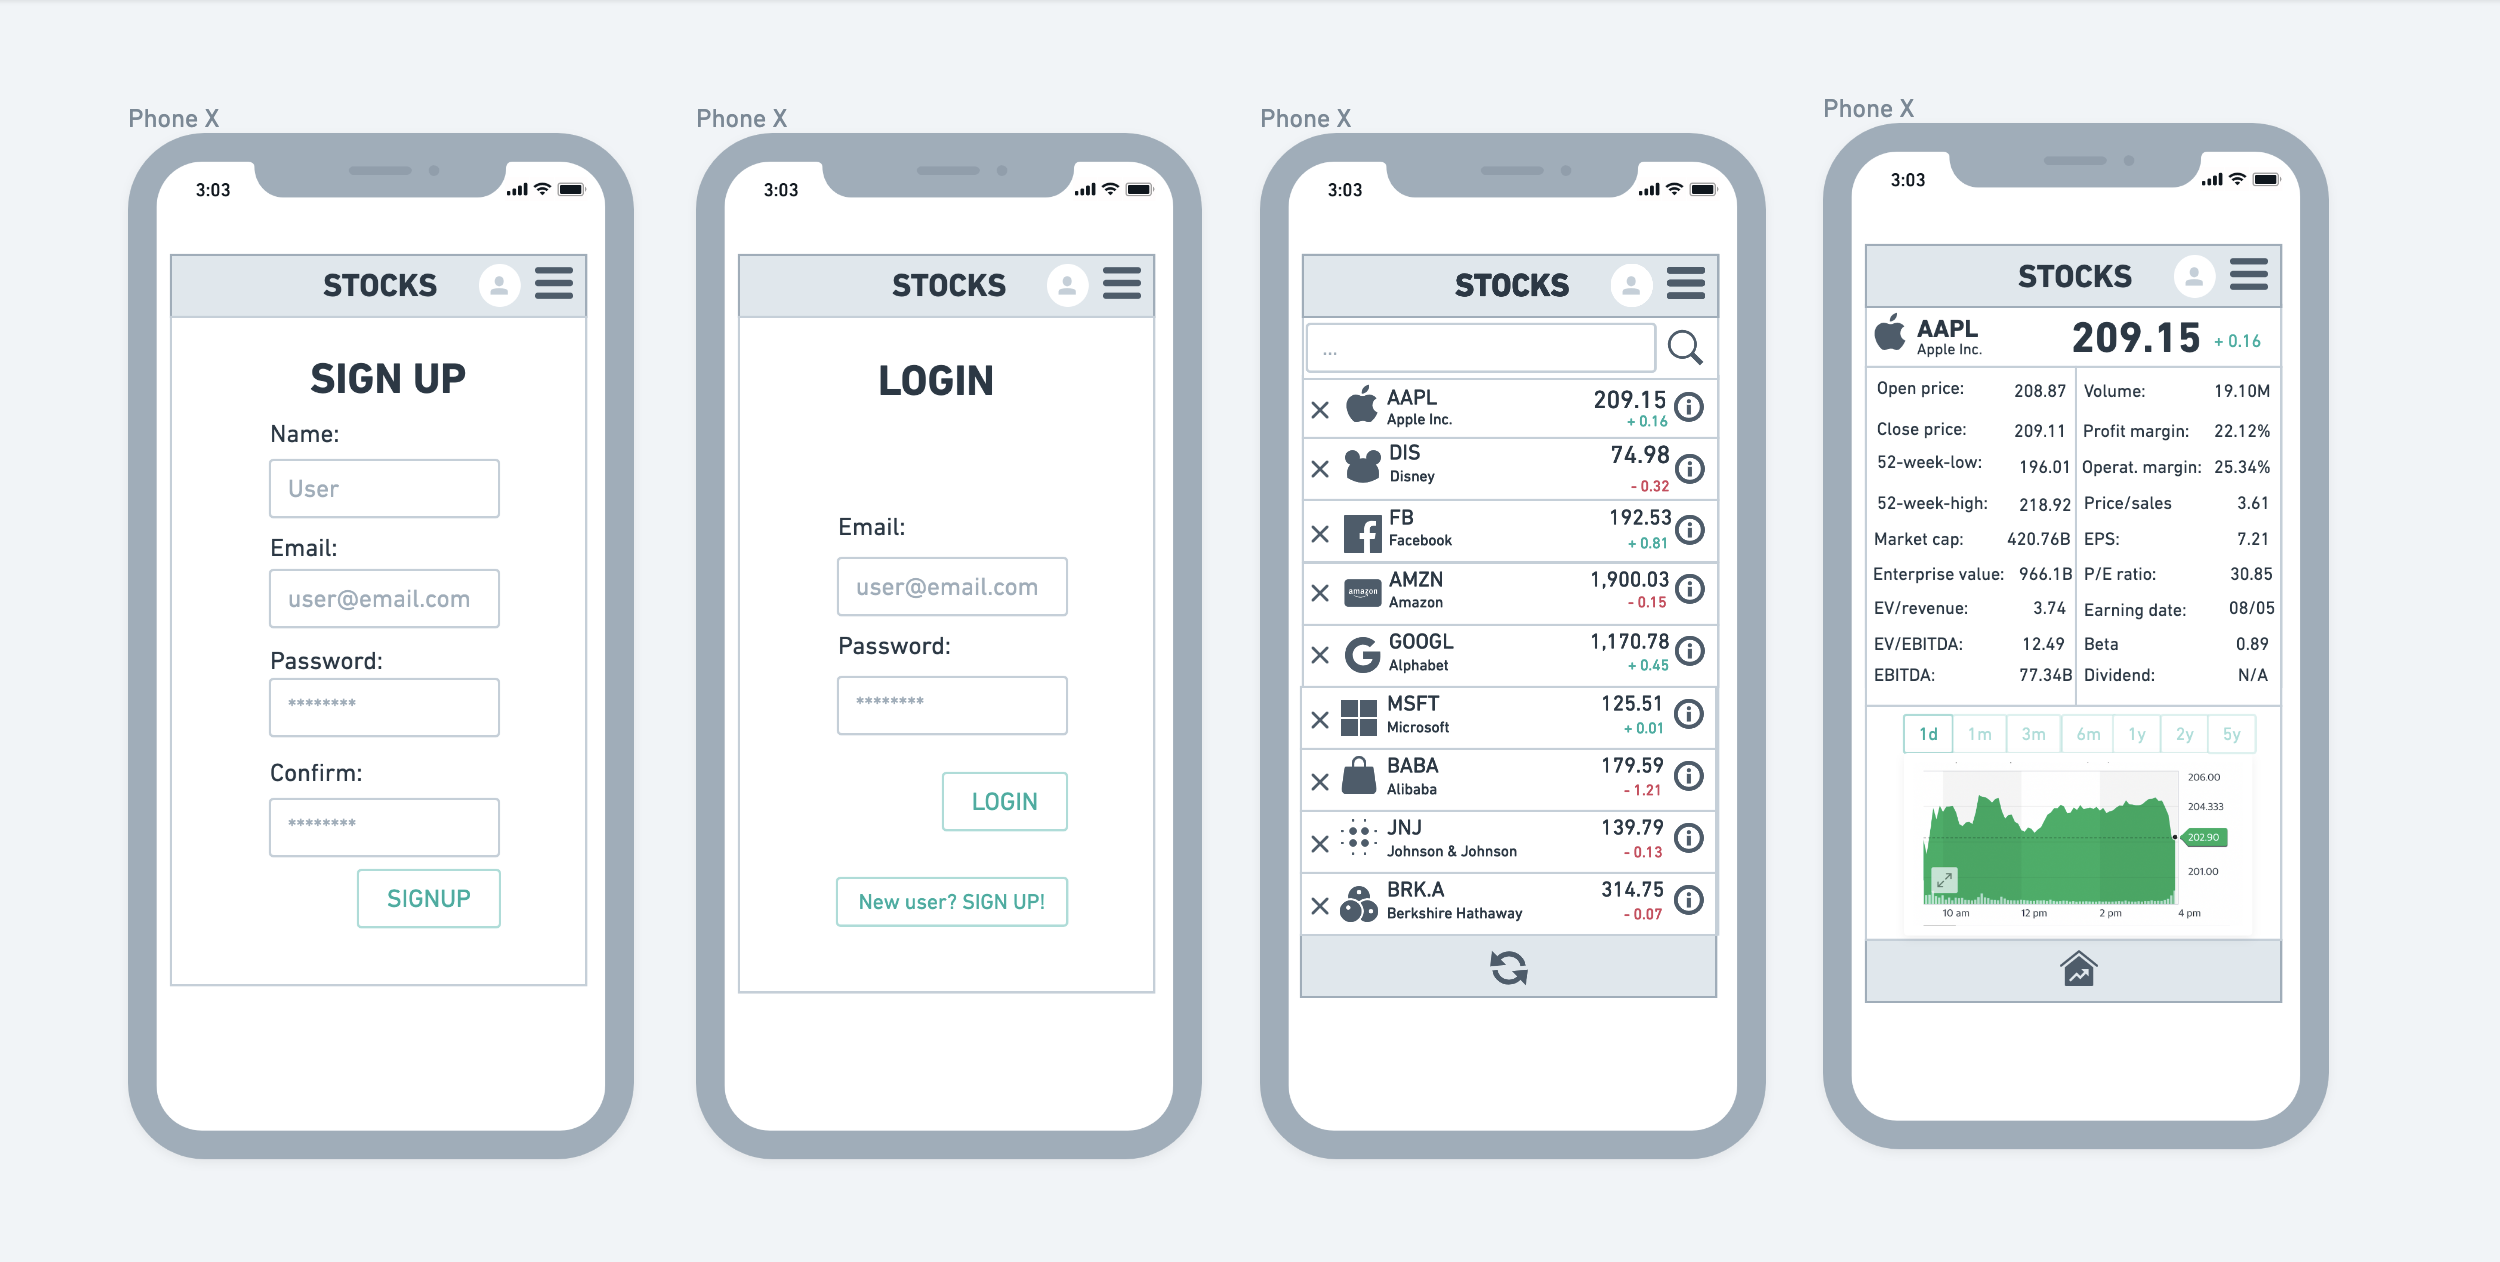 Phone X
3:03
STOCKS
SIGN UP
Name:
User
Email:
user@email.com
Password:
********
Confirm:
********
SIGNUP
Phone X
3:03
STOCKS
LOGIN
Email:
user@email.com
Password:
********
LOGIN
New user? SIGN UP!
Phone X
3:03
STOCKS
...
AAPL 209.15
Apple Inc. + 0.16
DIS 74.98
Disney - 0.32
FB 192.53
Facebook + 0.81
amazon AMZN 1,900.03
Amazon - 0.15
GOOGL 1,170.78
Alphabet + 0.45
MSFT 125.51
Microsoft + 0.01
BABA 179.59
Alibaba - 1.21
JNJ 139.79
Johnson & Johnson - 0.13
BRK.A 314.75
Berkshire Hathaway - 0.07
Phone X
3:03
STOCKS
AAPL 209.15 + 0.16
Apple Inc.
Open price: 208.87 Volume: 19.10M
Close price: 209.11 Profit margin: 22.12%
52-week-low: 196.01 Operat. margin: 25.34%
52-week-high: 218.92 Price/sales 3.61
Market cap: 420.76B EPS: 7.21
Enterprise value: 966.1B P/E ratio: 30.85
EV/revenue: 3.74 Earning date: 08/05
EV/EBITDA: 12.49 Beta 0.89
EBITDA: 77.34B Dividend: N/A
1d 1m 3m 6m 1y 2y 5y
206.00
204.333
202.90
201.00
10 am 12 pm 2 pm 4 pm